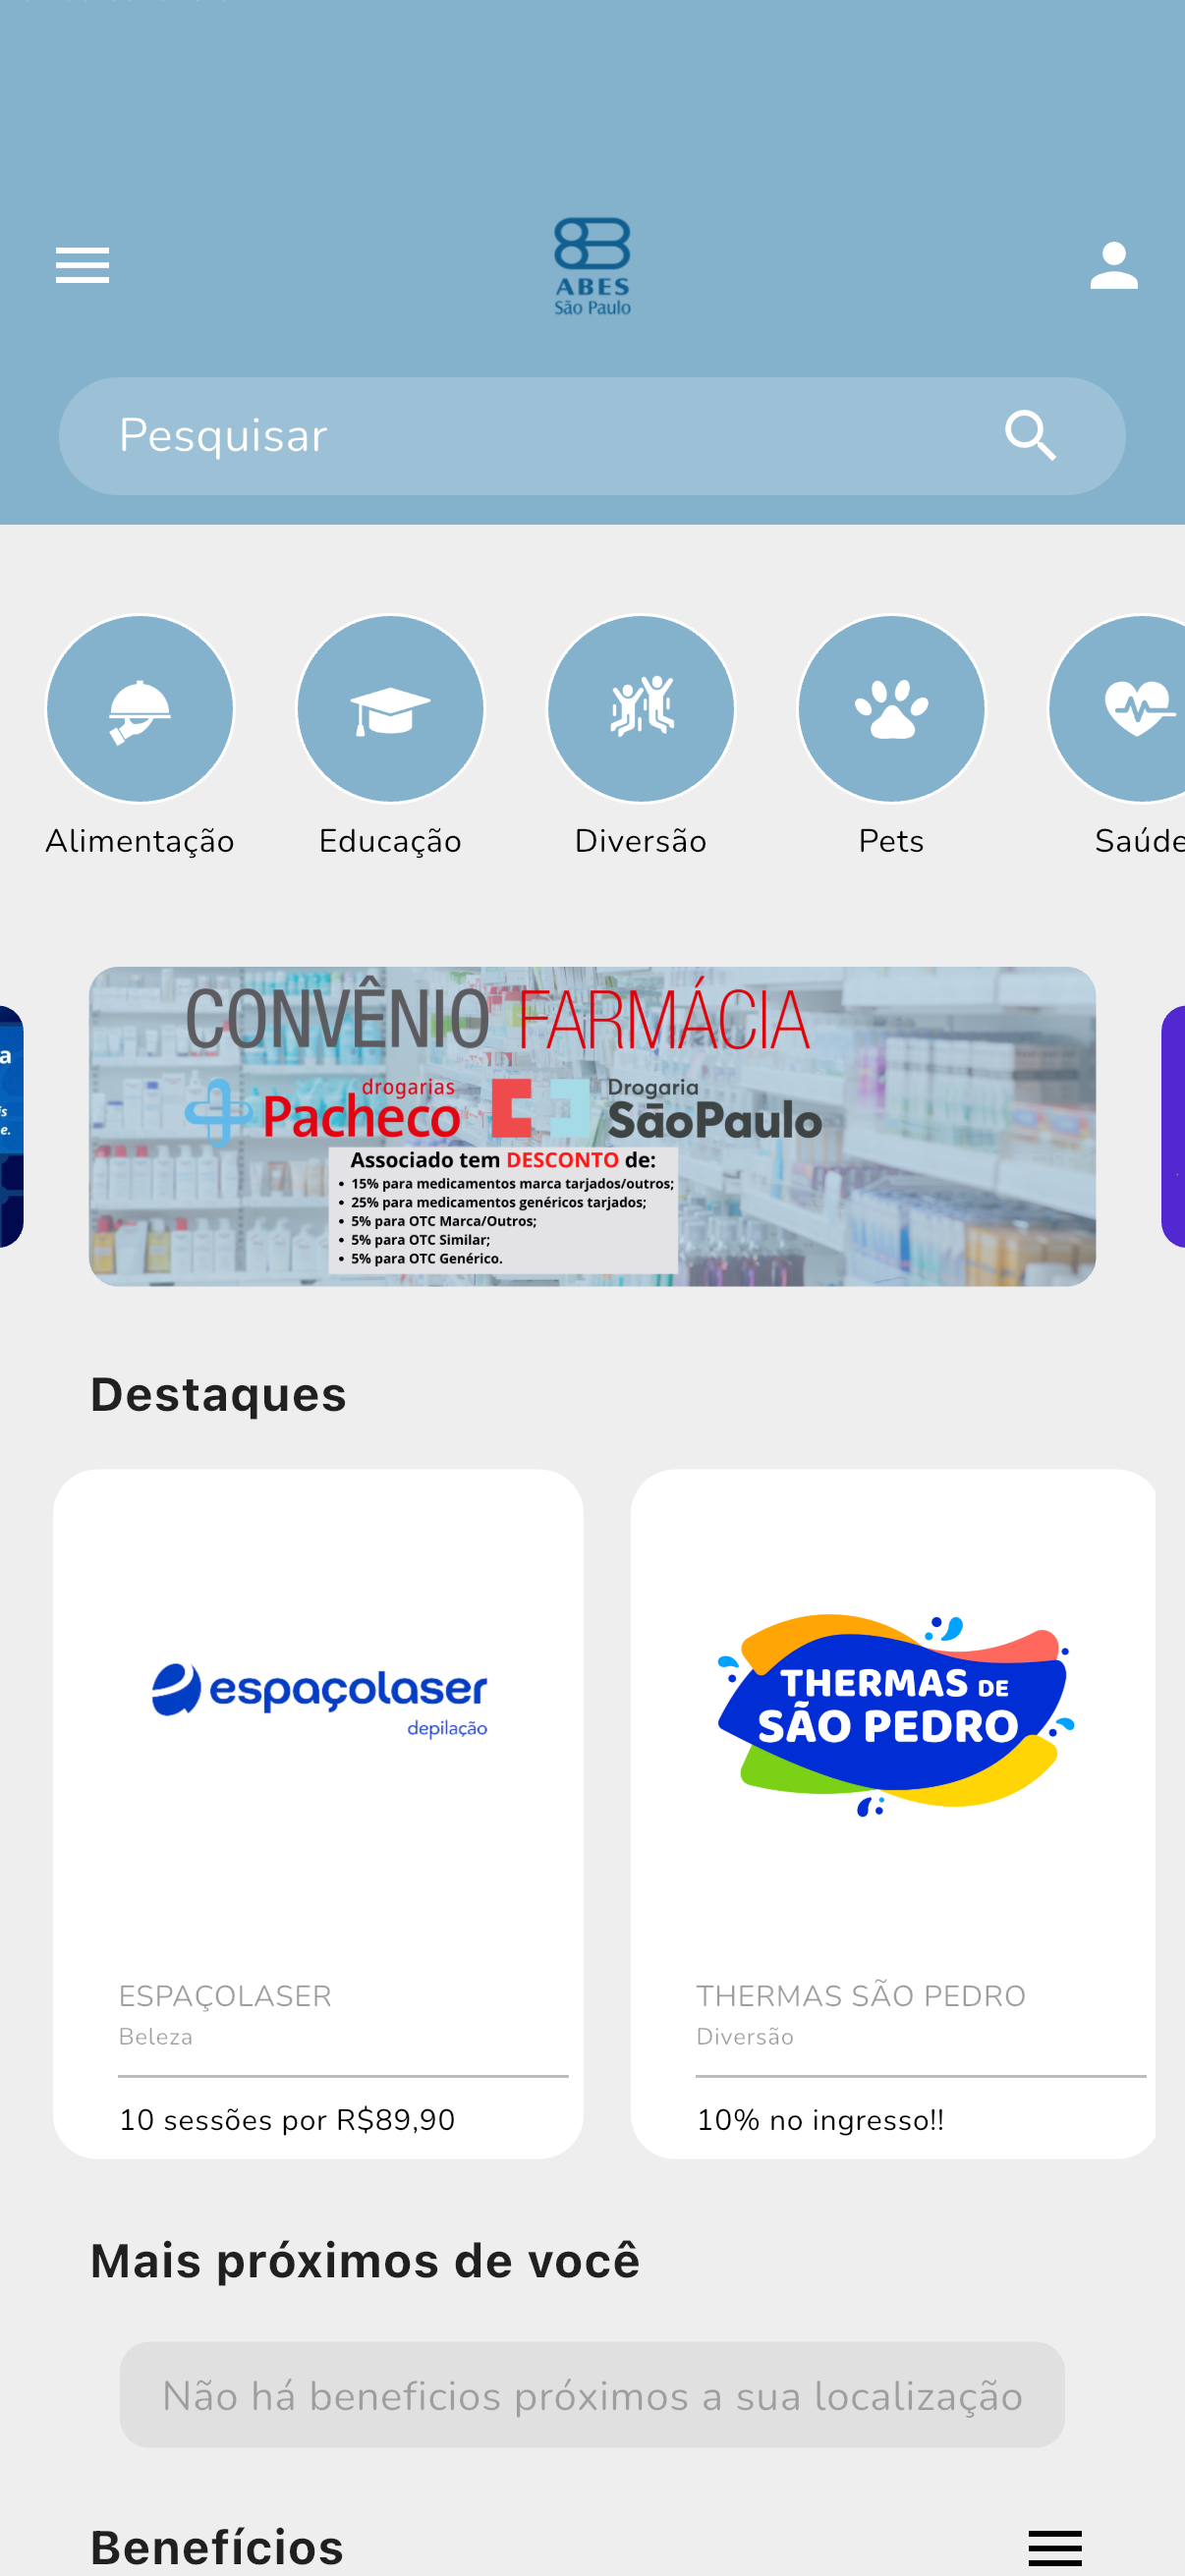 ABES
São Paulo
Pesquisar
Alimentação
Educação
Diversão
Pets
Saúde
a
is
e.
CONVÊNIO FARMÁCIA
drogarias
Pacheco
Drogaria
SãoPaulo
Associado tem DESCONTO de:
• 15% para medicamentos marca tarjados/outros;
• 25% para medicamentos genéricos tarjados;
• 5% para OTC Marca/Outros;
• 5% para OTC Similar;
• 5% para OTC Genérico.
Destaques
espaçolaser
depilação
THERMAS DE
SÃO PEDRO
ESPAÇOLASER
Beleza
10 sessões por R$89,90
THERMAS SÃO PEDRO
Diversão
10% no ingresso!!
Mais próximos de você
Não há beneficios próximos a sua localização
Benefícios